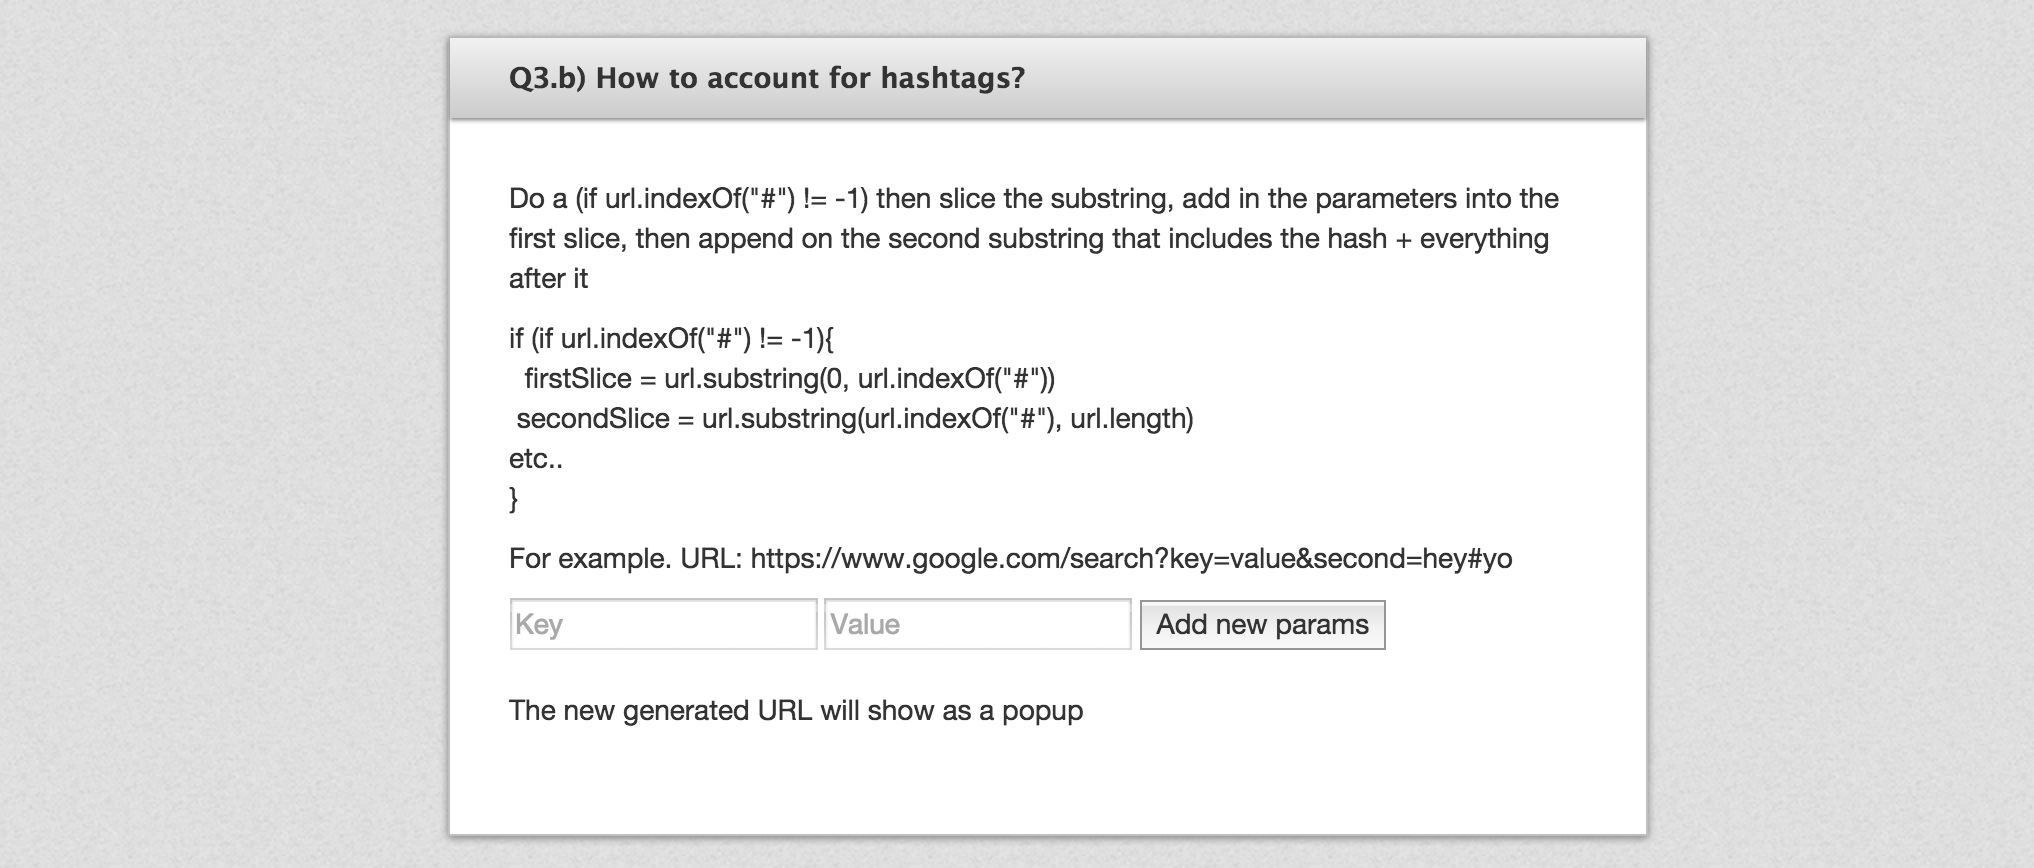 Q3.b) How to account for hashtags?
Do a (if url.indexOf("#") != -1) then slice the substring, add in the parameters into the
first slice, then append on the second substring that includes the hash + everything
after it
if (if url.indexOf("#") != -1){
firstSlice = url.substring(0, url.indexOf("#"))
secondSlice = url.substring(url.indexOf("#"), url.length)
etc..
}
For example. URL: https://www.google.com/search?key=value&second=hey#yo
Key Value Add new params
The new generated URL will show as a popup